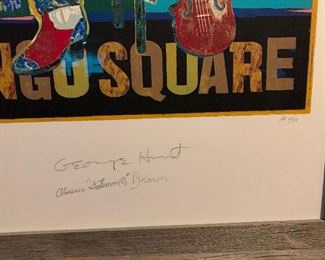 NGO SQUARE
George Hunt
Clarence "Gatemouth" Brown